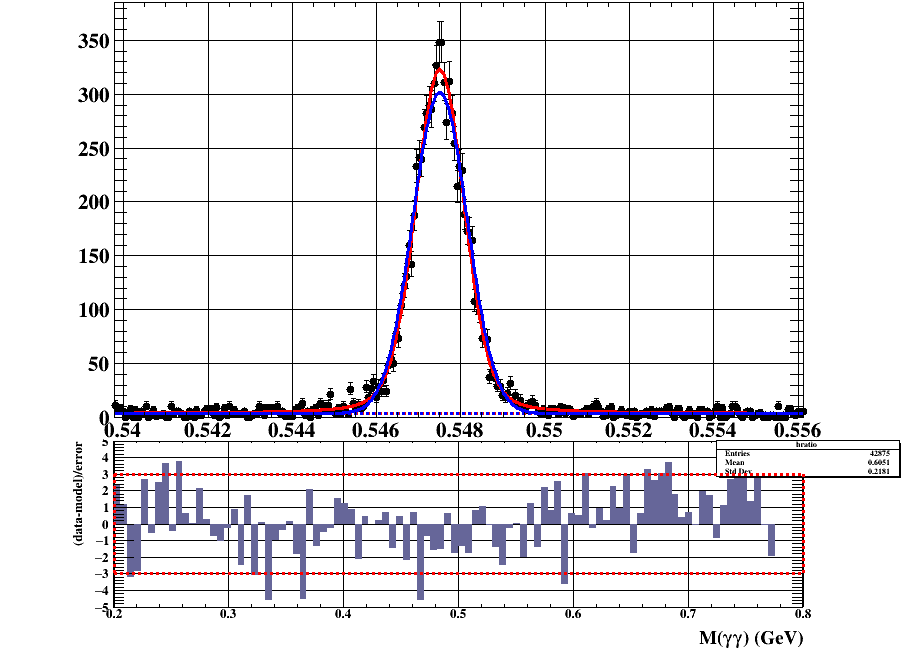 350
300
250
200
150
100
50
0
0.54 0.542 0.544 0.546 0.548 0.55 0.552 0.554 0.556
(data-model)/error
5
4
3
2
1
0
−1
−2
−3
−4
−5
hratio
Entries 42875
Mean 0.6051
Std Dev 0.2181
0.2 0.3 0.4 0.5 0.6 0.7 0.8
M(γγ) (GeV)